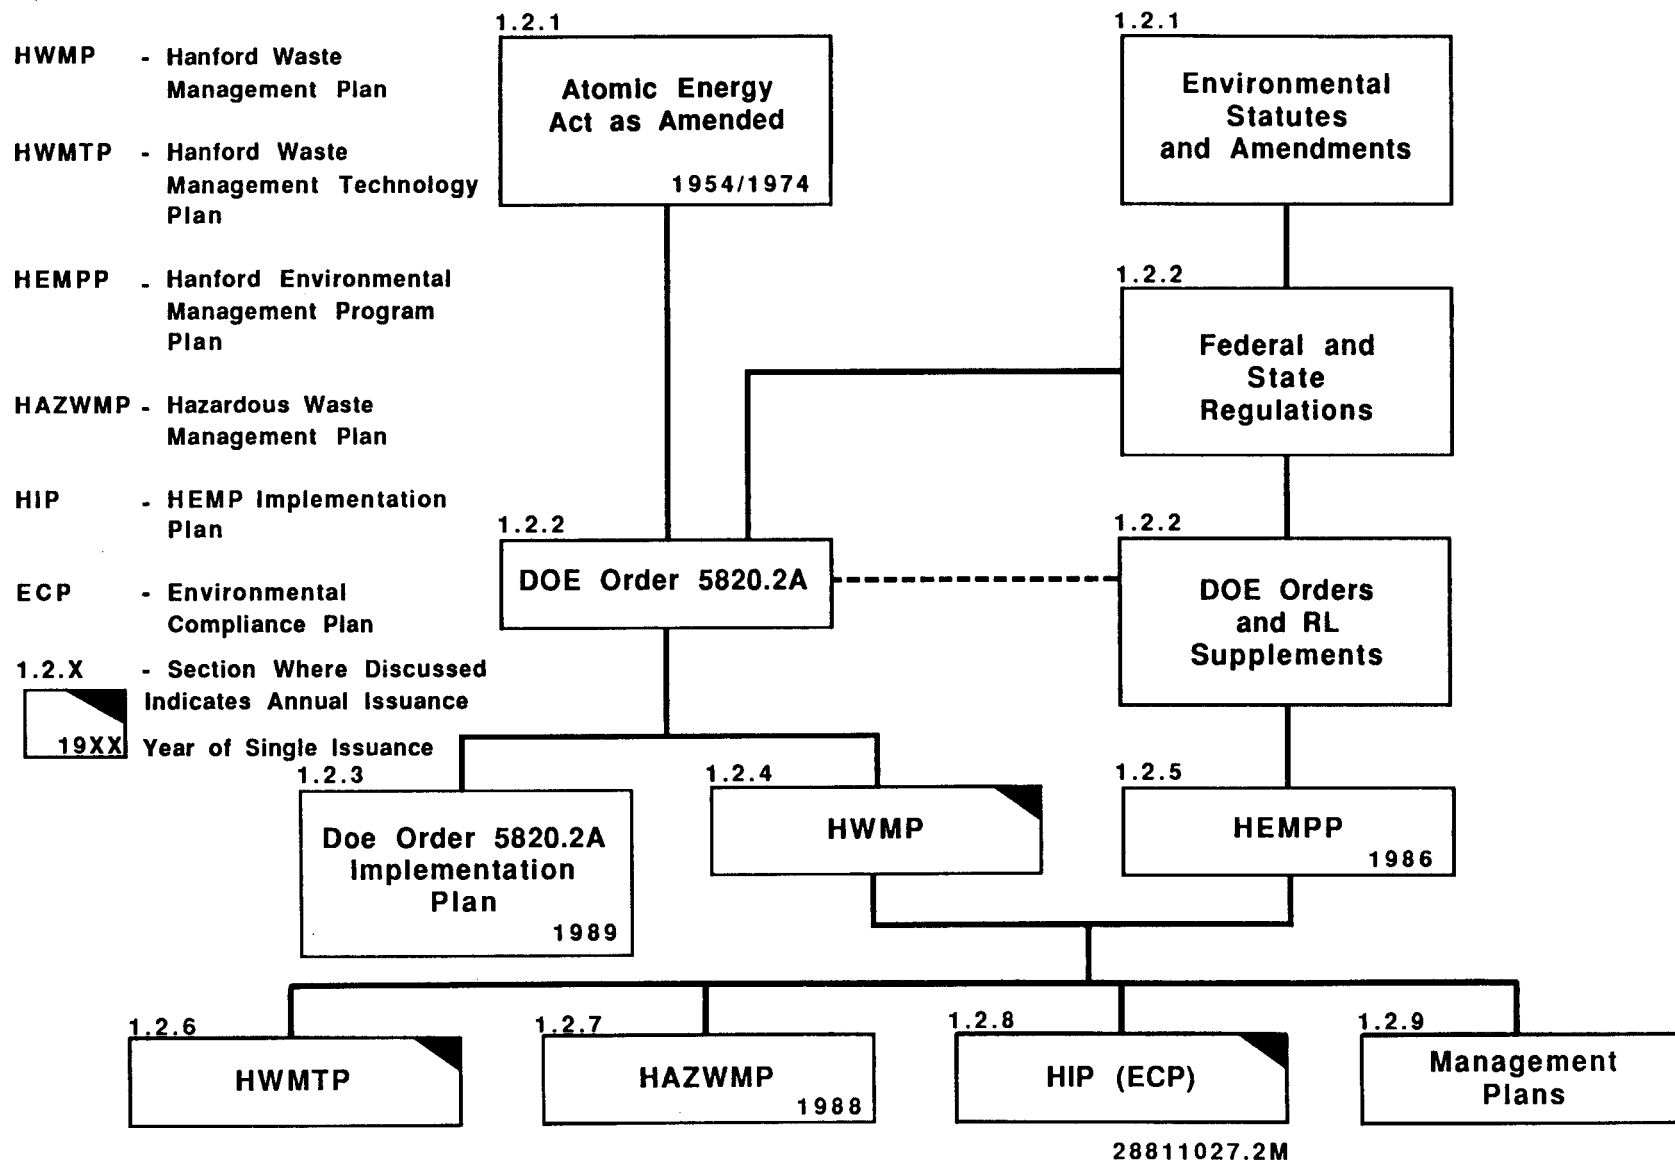 HWMP - Hanford Waste
Management Plan
HWMTP - Hanford Waste
Management Technology
Plan
HEMPP - Hanford Environmental
Management Program
Plan
HAZWMP - Hazardous Waste
Management Plan
HIP - HEMP Implementation
Plan
ECP - Environmental
Compliance Plan
1.2.X - Section Where Discussed
Indicates Annual Issuance
19XX Year of Single Issuance
1.2.1
Atomic Energy
Act as Amended
1954/1974
1.2.1
Environmental
Statutes
and Amendments
1.2.2
Federal and
State
Regulations
1.2.2
DOE Order 5820.2A
1.2.2
DOE Orders
and RL
Supplements
1.2.3
Doe Order 5820.2A
Implementation
Plan
1989
1.2.4
HWMP
1.2.5
HEMPP
1986
1.2.6
HWMTP
1.2.7
HAZWMP
1988
1.2.8
HIP (ECP)
1.2.9
Management
Plans
28811027.2M